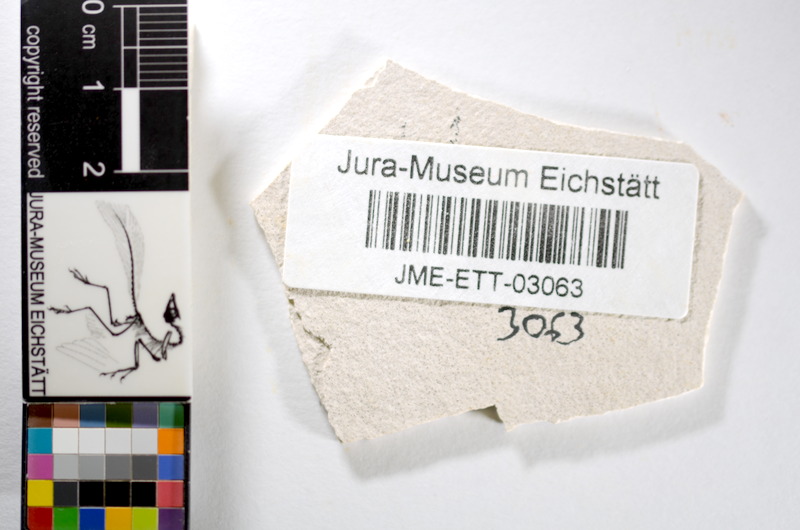 0 cm
1
2
copyright reserved
JURA-MUSEUM EICHSTÄTT
Jura-Museum Eichstätt
JME-ETT-03063
3063